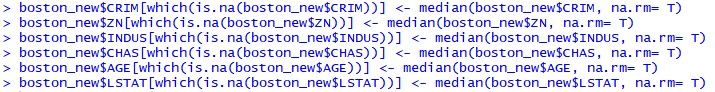 > boston_new$CRIM[which(is.na(boston_new$CRIM))] <- median(boston_new$CRIM, na.rm= T)
> boston_new$ZN[which(is.na(boston_new$ZN))] <- median(boston_new$ZN, na.rm= T)
> boston_new$INDUS[which(is.na(boston_new$INDUS))] <- median(boston_new$INDUS, na.rm= T)
> boston_new$CHAS[which(is.na(boston_new$CHAS))] <- median(boston_new$CHAS, na.rm= T)
> boston_new$AGE[which(is.na(boston_new$AGE))] <- median(boston_new$AGE, na.rm= T)
> boston_new$LSTAT[which(is.na(boston_new$LSTAT))] <- median(boston_new$LSTAT, na.rm= T)